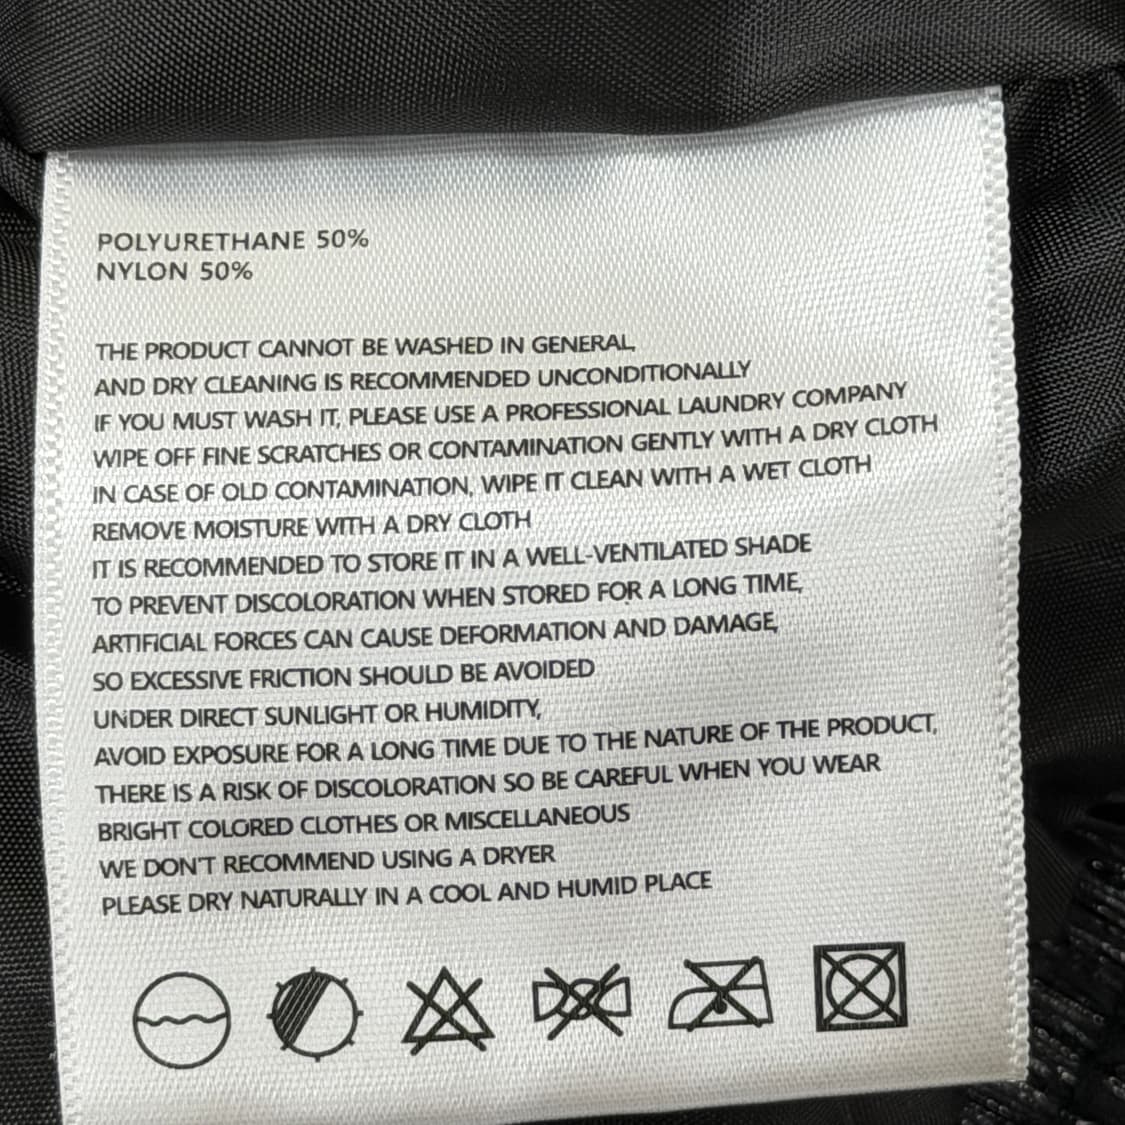 POLYURETHANE 50%
NYLON 50%
THE PRODUCT CANNOT BE WASHED IN GENERAL,
AND DRY CLEANING IS RECOMMENDED UNCONDITIONALLY
IF YOU MUST WASH IT, PLEASE USE A PROFESSIONAL LAUNDRY COMPANY
WIPE OFF FINE SCRATCHES OR CONTAMINATION GENTLY WITH A DRY CLOTH
IN CASE OF OLD CONTAMINATION, WIPE IT CLEAN WITH A WET CLOTH
REMOVE MOISTURE WITH A DRY CLOTH
IT IS RECOMMENDED TO STORE IT IN A WELL-VENTILATED SHADE
TO PREVENT DISCOLORATION WHEN STORED FOR A LONG TIME,
ARTIFICIAL FORCES CAN CAUSE DEFORMATION AND DAMAGE,
SO EXCESSIVE FRICTION SHOULD BE AVOIDED
UNDER DIRECT SUNLIGHT OR HUMIDITY,
AVOID EXPOSURE FOR A LONG TIME DUE TO THE NATURE OF THE PRODUCT,
THERE IS A RISK OF DISCOLORATION SO BE CAREFUL WHEN YOU WEAR
BRIGHT COLORED CLOTHES OR MISCELLANEOUS
WE DON'T RECOMMEND USING A DRYER
PLEASE DRY NATURALLY IN A COOL AND HUMID PLACE